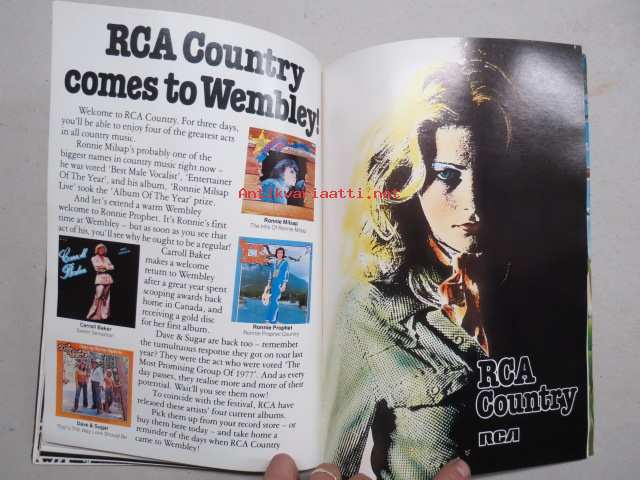 RCA Country
comes to Wembley!
Welcome to RCA Country. For three days,
you'll be able to enjoy four of the greatest acts
in all country music.
Ronnie Milsap's probably one of the
biggest names in country music right now –
he was voted 'Best Male Vocalist', 'Entertainer
Of The Year', and his album, 'Ronnie Milsap
Live' took the 'Album Of The Year' prize.
And let's extend a warm Wembley
welcome to Ronnie Prophet. It's Ronnie's first
time at Wembley – but as soon as you see that
act of his, you'll see why he ought to be a regular!
Carroll Baker
makes a welcome
return to Wembley
after a great year spent
scooping awards back
home in Canada, and
receiving a gold disc
for her first album.
Dave & Sugar are back too – remember
the tumultuous response they got on tour last
year? They were the act who were voted 'The
Most Promising Group Of 1977'. And as every
day passes, they realise more and more of their
potential. Wait'll you see them now!
To coincide with the festival, RCA have
released these artists' four current albums.
Pick them up from your record store – or
buy them here today – and take home a
reminder of the days when RCA Country
came to Wembley!
Ronnie Milsap
Carroll Baker
Carroll Baker
Sweet Sensation
Ronnie Prophet
Ronnie Prophet Country
Dave & Sugar
That's The Way Love Should Be
Antikvariaatti.net
RCA
Country
RCA